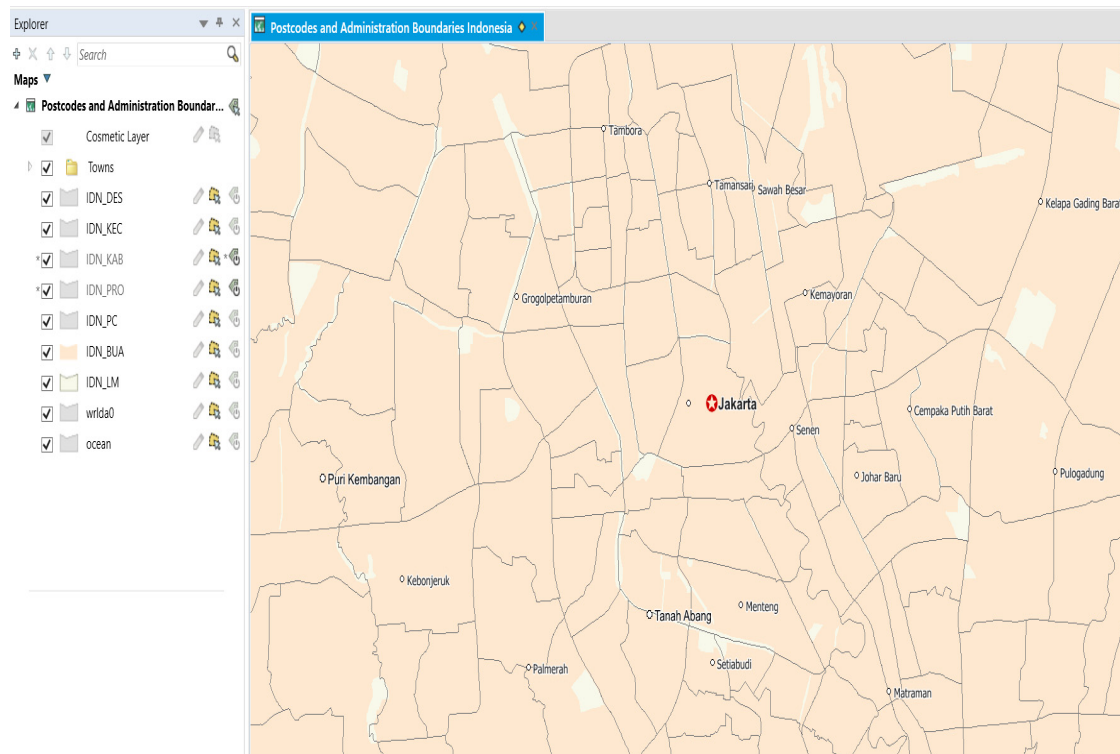 Explorer
Search
Maps
Postcodes and Administration Boundar...
Cosmetic Layer
Towns
IDN_DES
IDN_KEC
IDN_KAB
IDN_PRO
IDN_PC
IDN_BUA
IDN_LM
wrlda0
ocean
Postcodes and Administration Boundaries Indonesia
Tambora
Tamansari
Sawah Besar
Kelapa Gading Barat
Grogolpetamburan
Kemayoran
Jakarta
Cempaka Putih Barat
Senen
Puri Kembangan
Johar Baru
Pulogadung
Kebonjeruk
Menteng
Tanah Abang
Palmerah
Setiabudi
Matraman